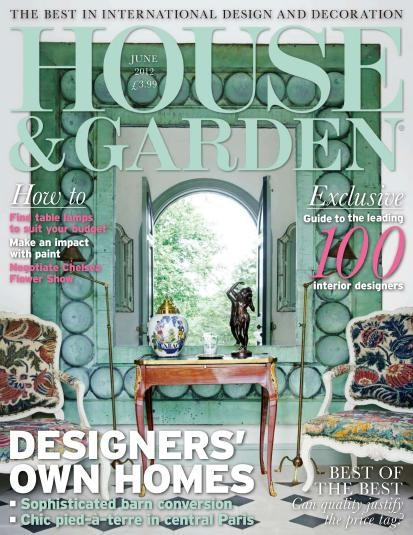 THE BEST IN INTERNATIONAL DESIGN AND DECORATION
HOUSE
& GARDEN®
JUNE
2012
£3.99
How to
Find table lamps
to suit your budget
Make an impact
with paint
Negotiate Chelsea
Flower Show
Exclusive
Guide to the leading
100
interior designers
DESIGNERS'
OWN HOMES
▪ Sophisticated barn conversion
▪ Chic pied-à-terre in central Paris
BEST OF
THE BEST
Can quality justify
the price tag?